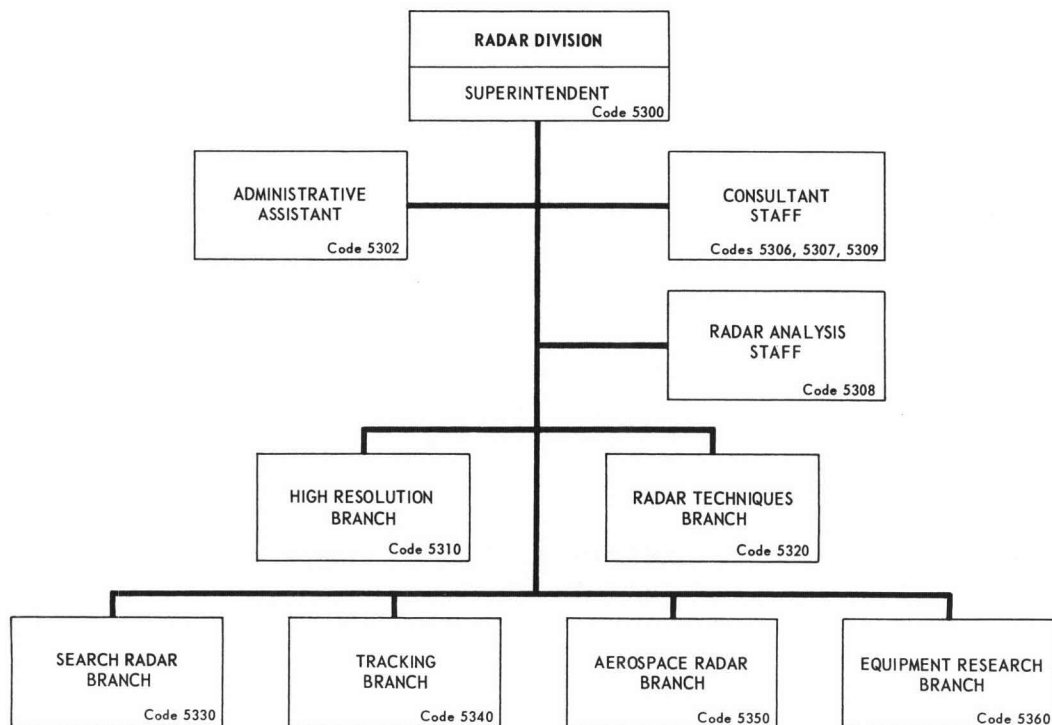 RADAR DIVISION
SUPERINTENDENT
Code 5300
ADMINISTRATIVE
ASSISTANT
Code 5302
CONSULTANT
STAFF
Codes 5306, 5307, 5309
RADAR ANALYSIS
STAFF
Code 5308
HIGH RESOLUTION
BRANCH
Code 5310
RADAR TECHNIQUES
BRANCH
Code 5320
SEARCH RADAR
BRANCH
Code 5330
TRACKING
BRANCH
Code 5340
AEROSPACE RADAR
BRANCH
Code 5350
EQUIPMENT RESEARCH
BRANCH
Code 5360